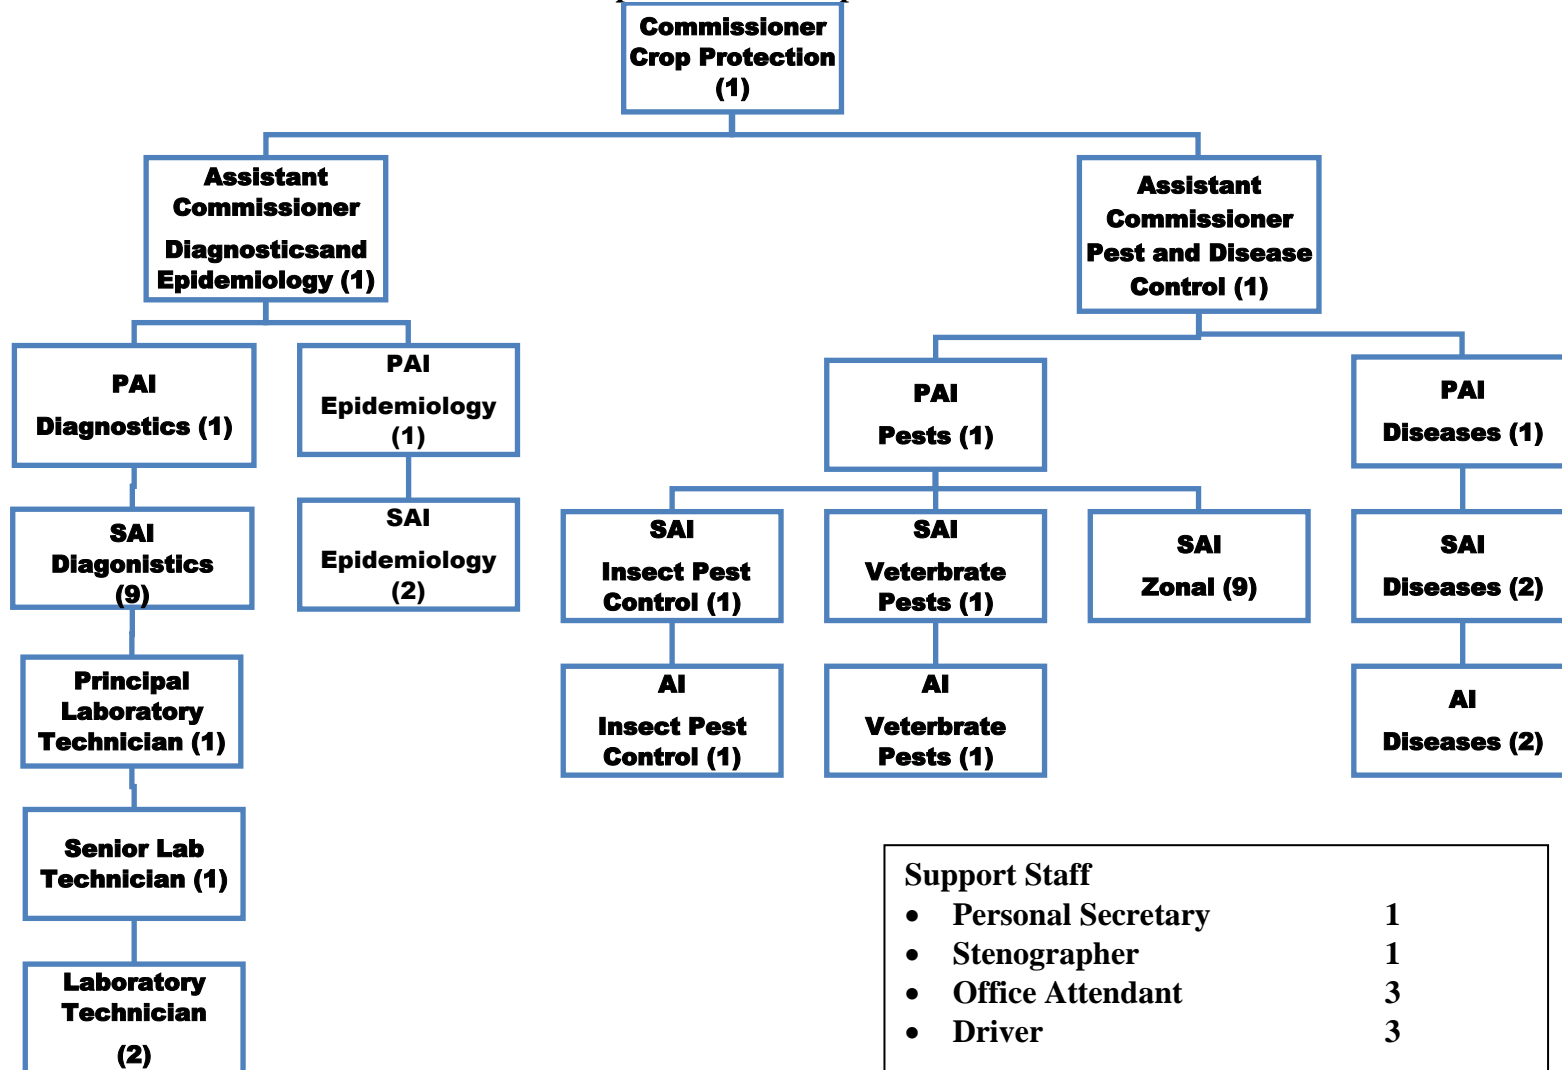 Commissioner
Crop Protection
(1)
Assistant
Commissioner
Diagnosticsand
Epidemiology (1)
Assistant
Commissioner
Pest and Disease
Control (1)
PAI
Diagnostics (1)
PAI
Epidemiology
(1)
PAI
Pests (1)
PAI
Diseases (1)
SAI
Diagonistics
(9)
SAI
Epidemiology
(2)
SAI
Insect Pest
Control (1)
SAI
Veterbrate
Pests (1)
SAI
Zonal (9)
SAI
Diseases (2)
Principal
Laboratory
Technician (1)
AI
Insect Pest
Control (1)
AI
Veterbrate
Pests (1)
AI
Diseases (2)
Senior Lab
Technician (1)
Laboratory
Technician
(2)
Support Staff
• Personal Secretary 1
• Stenographer 1
• Office Attendant 3
• Driver 3